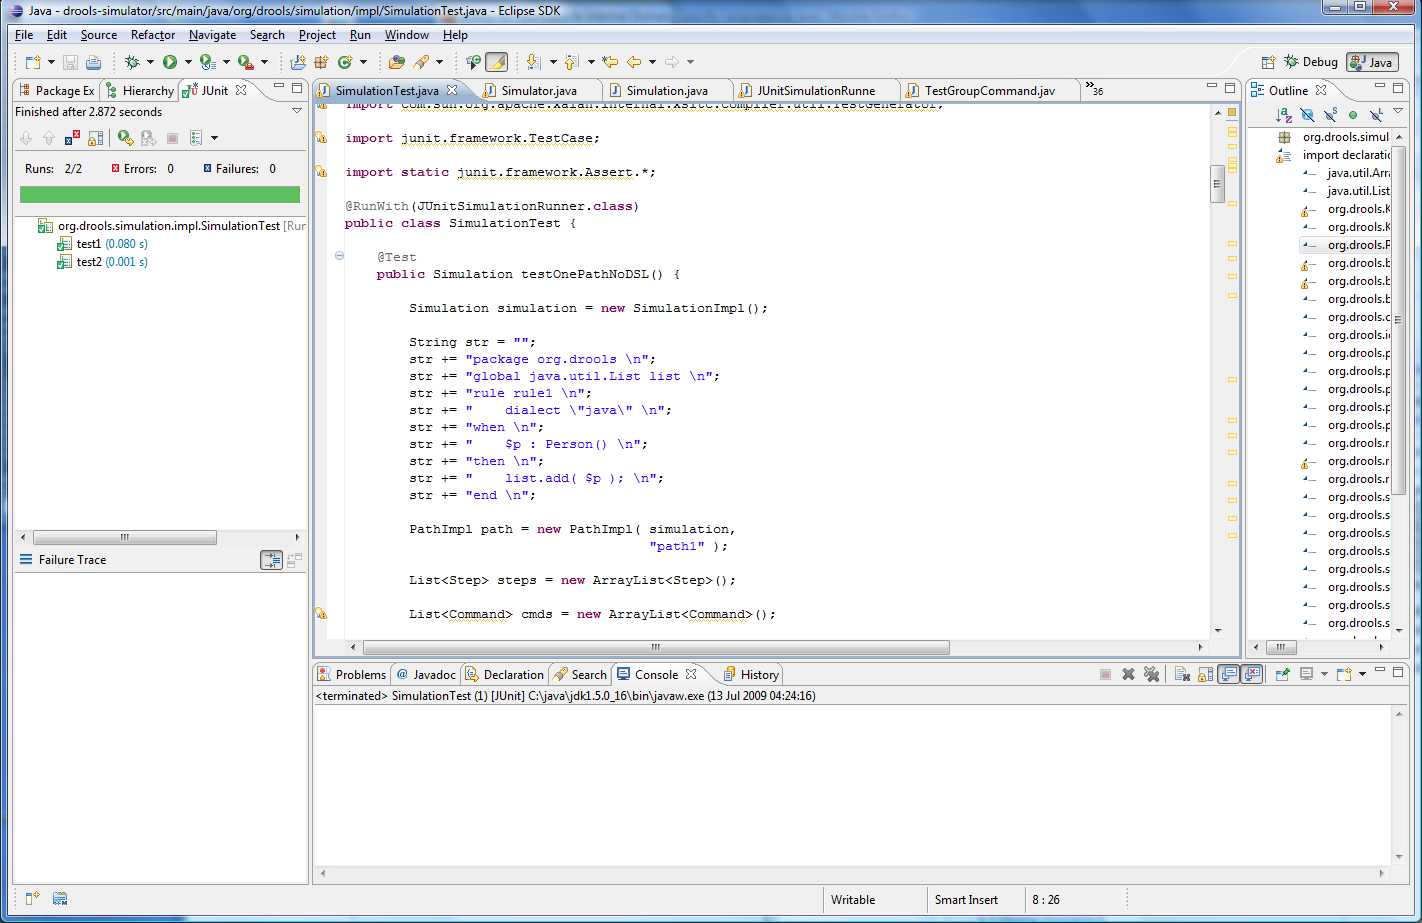 Java - drools-simulator/src/main/java/org/drools/simulation/impl/SimulationTest.java - Eclipse SDK
File Edit Source Refactor Navigate Search Project Run Window Help
Debug Java
Package Ex Hierarchy JUnit
Finished after 2.872 seconds
Runs: 2/2 Errors: 0 Failures: 0
org.drools.simulation.impl.SimulationTest [Run
test1 (0.080 s)
test2 (0.001 s)
Failure Trace
SimulationTest.java Simulator.java Simulation.java JUnitSimulationRunne TestGroupCommand.jav »36
import com.sun.org.apache.xalan.internal.xsltc.compiler.util.TestGenerator;
import junit.framework.TestCase;
import static junit.framework.Assert.*;
@RunWith(JUnitSimulationRunner.class)
public class SimulationTest {
@Test
public Simulation testOnePathNoDSL() {
Simulation simulation = new SimulationImpl();
String str = "";
str += "package org.drools \n";
str += "global java.util.List list \n";
str += "rule rule1 \n";
str += "    dialect \"java\" \n";
str += "when \n";
str += "    $p : Person() \n";
str += "then \n";
str += "    list.add( $p ); \n";
str += "end \n";
PathImpl path = new PathImpl( simulation,
"path1" );
List<Step> steps = new ArrayList<Step>();
List<Command> cmds = new ArrayList<Command>();
Outline
org.drools.simul
import declaratic
java.util.Arra
java.util.List
org.drools.K
org.drools.K
org.drools.P
org.drools.b
org.drools.b
org.drools.b
org.drools.c
org.drools.ic
org.drools.p
org.drools.p
org.drools.p
org.drools.p
org.drools.p
org.drools.r
org.drools.r
org.drools.r
org.drools.s
org.drools.s
org.drools.s
org.drools.s
org.drools.s
org.drools.s
org.drools.s
org.drools.s
Problems Javadoc Declaration Search Console History
<terminated> SimulationTest (1) [JUnit] C:\java\jdk1.5.0_16\bin\javaw.exe (13 Jul 2009 04:24:16)
Writable Smart Insert 8 : 26